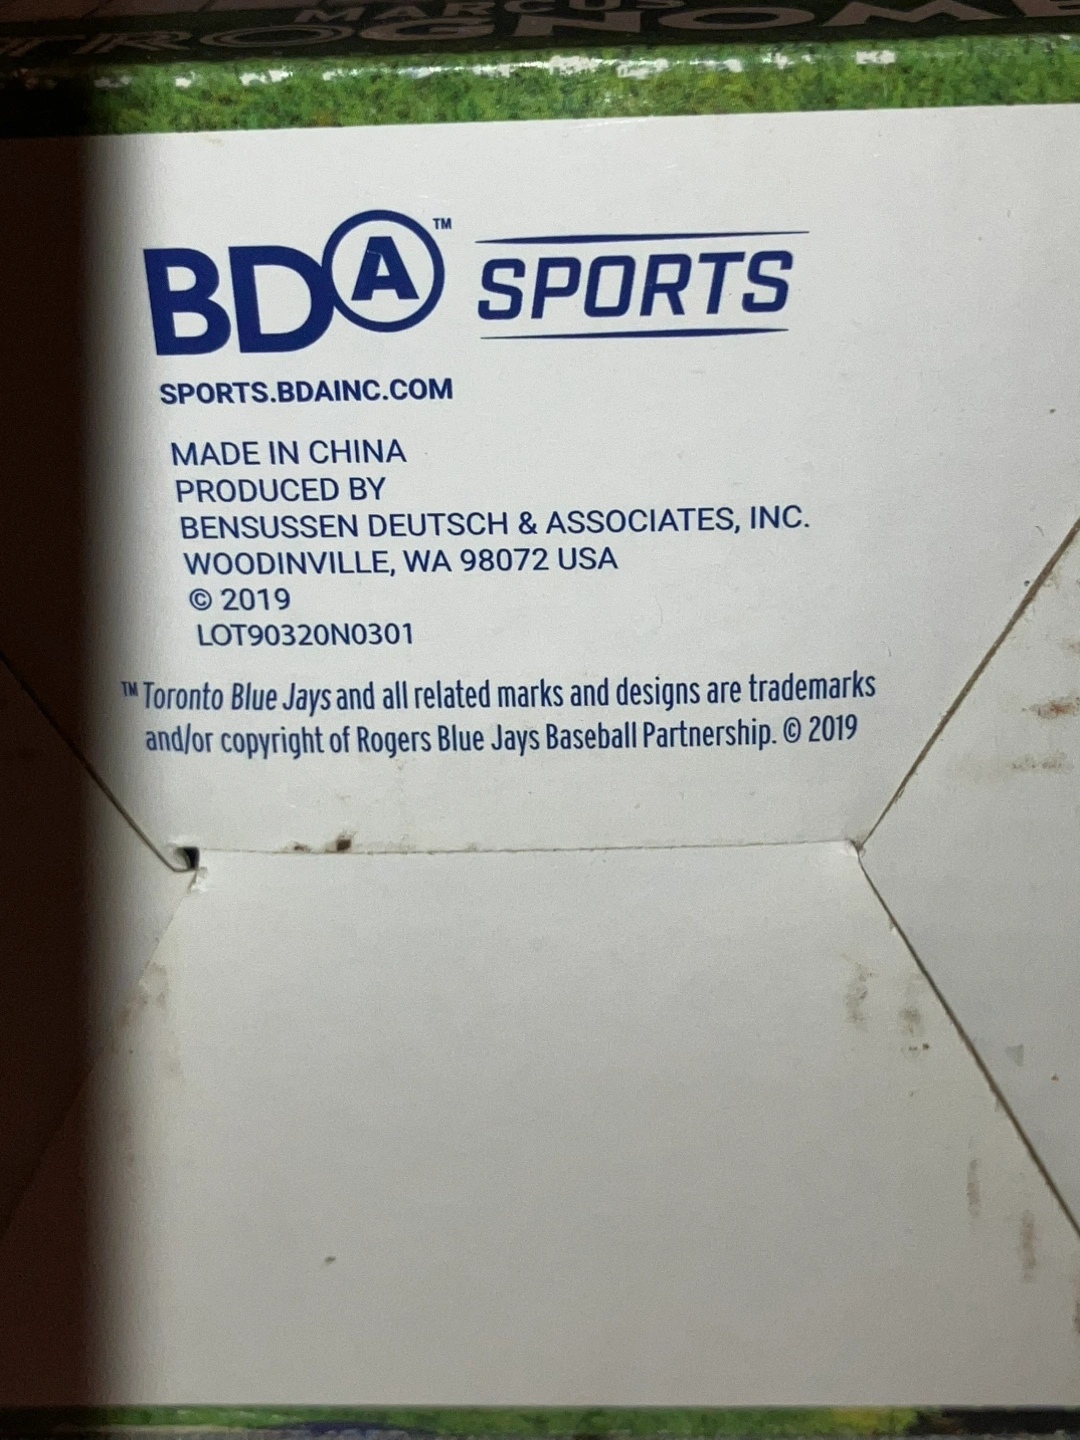 MARCUS
BDA™ SPORTS
SPORTS.BDAINC.COM
MADE IN CHINA
PRODUCED BY
BENSUSSEN DEUTSCH & ASSOCIATES, INC.
WOODINVILLE, WA 98072 USA
© 2019
LOT90320N0301
™ Toronto Blue Jays and all related marks and designs are trademarks
and/or copyright of Rogers Blue Jays Baseball Partnership. © 2019